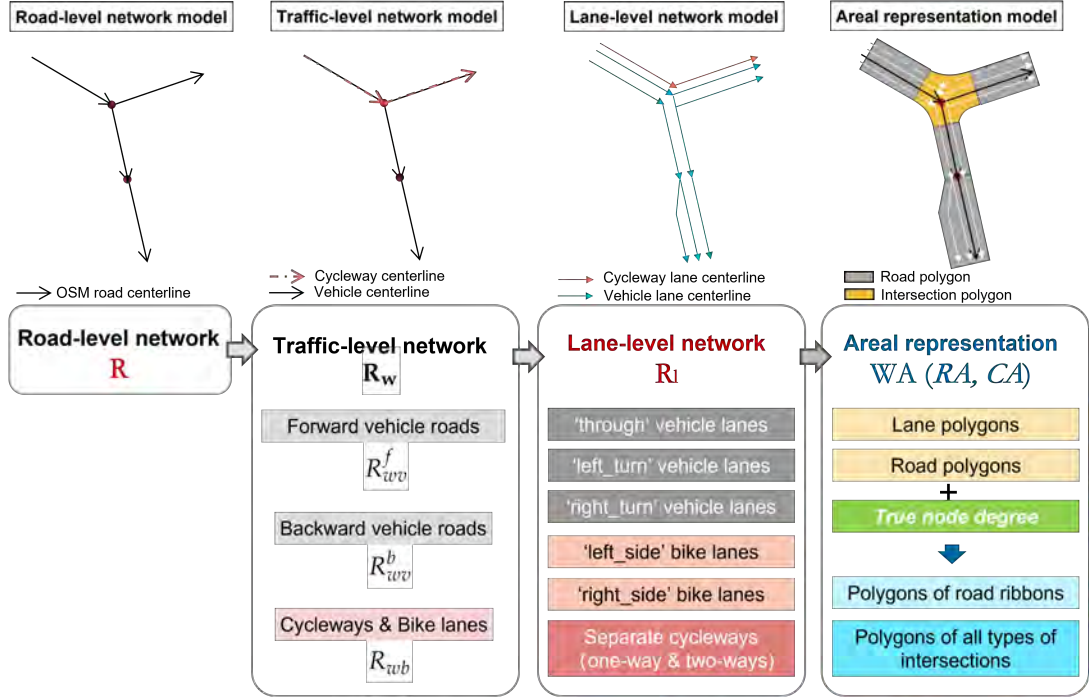 Road-level network model
Traffic-level network model
Lane-level network model
Areal representation model
OSM road centerline
Cycleway centerline
Vehicle centerline
Cycleway lane centerline
Vehicle lane centerline
Road polygon
Intersection polygon
Road-level network
R
Traffic-level network
R_w
Forward vehicle roads
R^f_wv
Backward vehicle roads
R^b_wv
Cycleways & Bike lanes
R_wb
Lane-level network
R_l
'through' vehicle lanes
'left_turn' vehicle lanes
'right_turn' vehicle lanes
'left_side' bike lanes
'right_side' bike lanes
Separate cycleways
(one-way & two-ways)
Areal representation
WA (RA, CA)
Lane polygons
Road polygons
+
True node degree
Polygons of road ribbons
Polygons of all types of
intersections